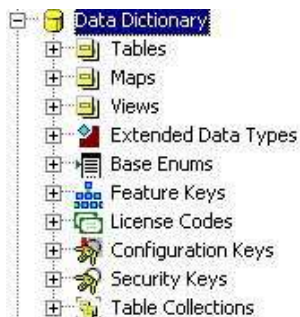 Data Dictionary
Tables
Maps
Views
Extended Data Types
Base Enums
Feature Keys
License Codes
Configuration Keys
Security Keys
Table Collections